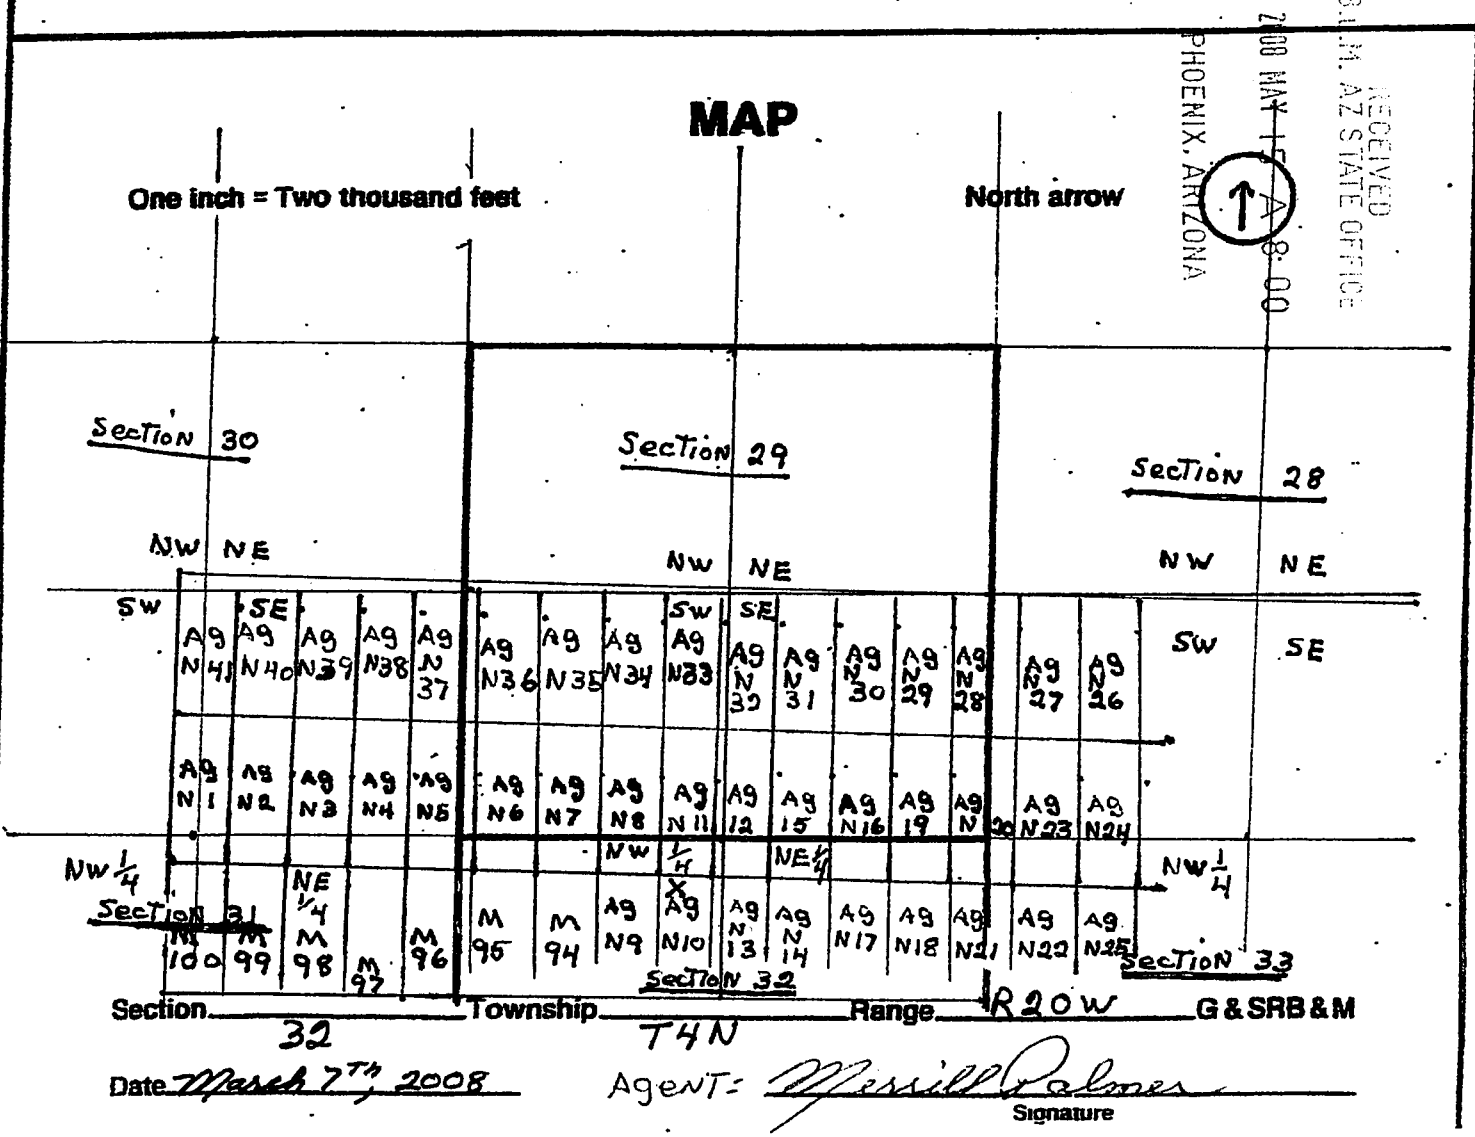 MAP
One inch = Two thousand feet
North arrow
RECEIVED
B.L.M. AZ STATE OFFICE
2008 MAY 15 A 8:00
PHOENIX, ARIZONA
Section 30
Section 29
Section 28
NW NE
NW NE
NW NE
SW SE
SW SE
SW SE
Ag N41
Ag N40
Ag N39
Ag N38
Ag N 37
Ag N36
Ag N35
Ag N34
Ag N33
Ag N 32
Ag N 31
Ag N 30
Ag N 29
Ag N 28
Ag N 27
Ag N 26
Ag N1
Ag N2
Ag N3
Ag N4
Ag N5
Ag N6
Ag N7
Ag N8
Ag N11
Ag 12
Ag 15
Ag N16
Ag 19
Ag N 20
Ag N23
Ag N24
NW 1/4
NE 1/4
NW 1/4
NE 1/4
NW 1/4
Section 31
M 100
M 99
M 98
M 97
M 96
M 95
M 94
Ag N9
X Ag N10
Ag N 13
Ag N 14
Ag N17
Ag N18
Ag N21
Ag N22
Ag N25
Section 32
Section 33
Section 32 Township T4N Range R20W G & SRB & M
Date March 7Th, 2008 Agent: Merrill Palmer
Signature